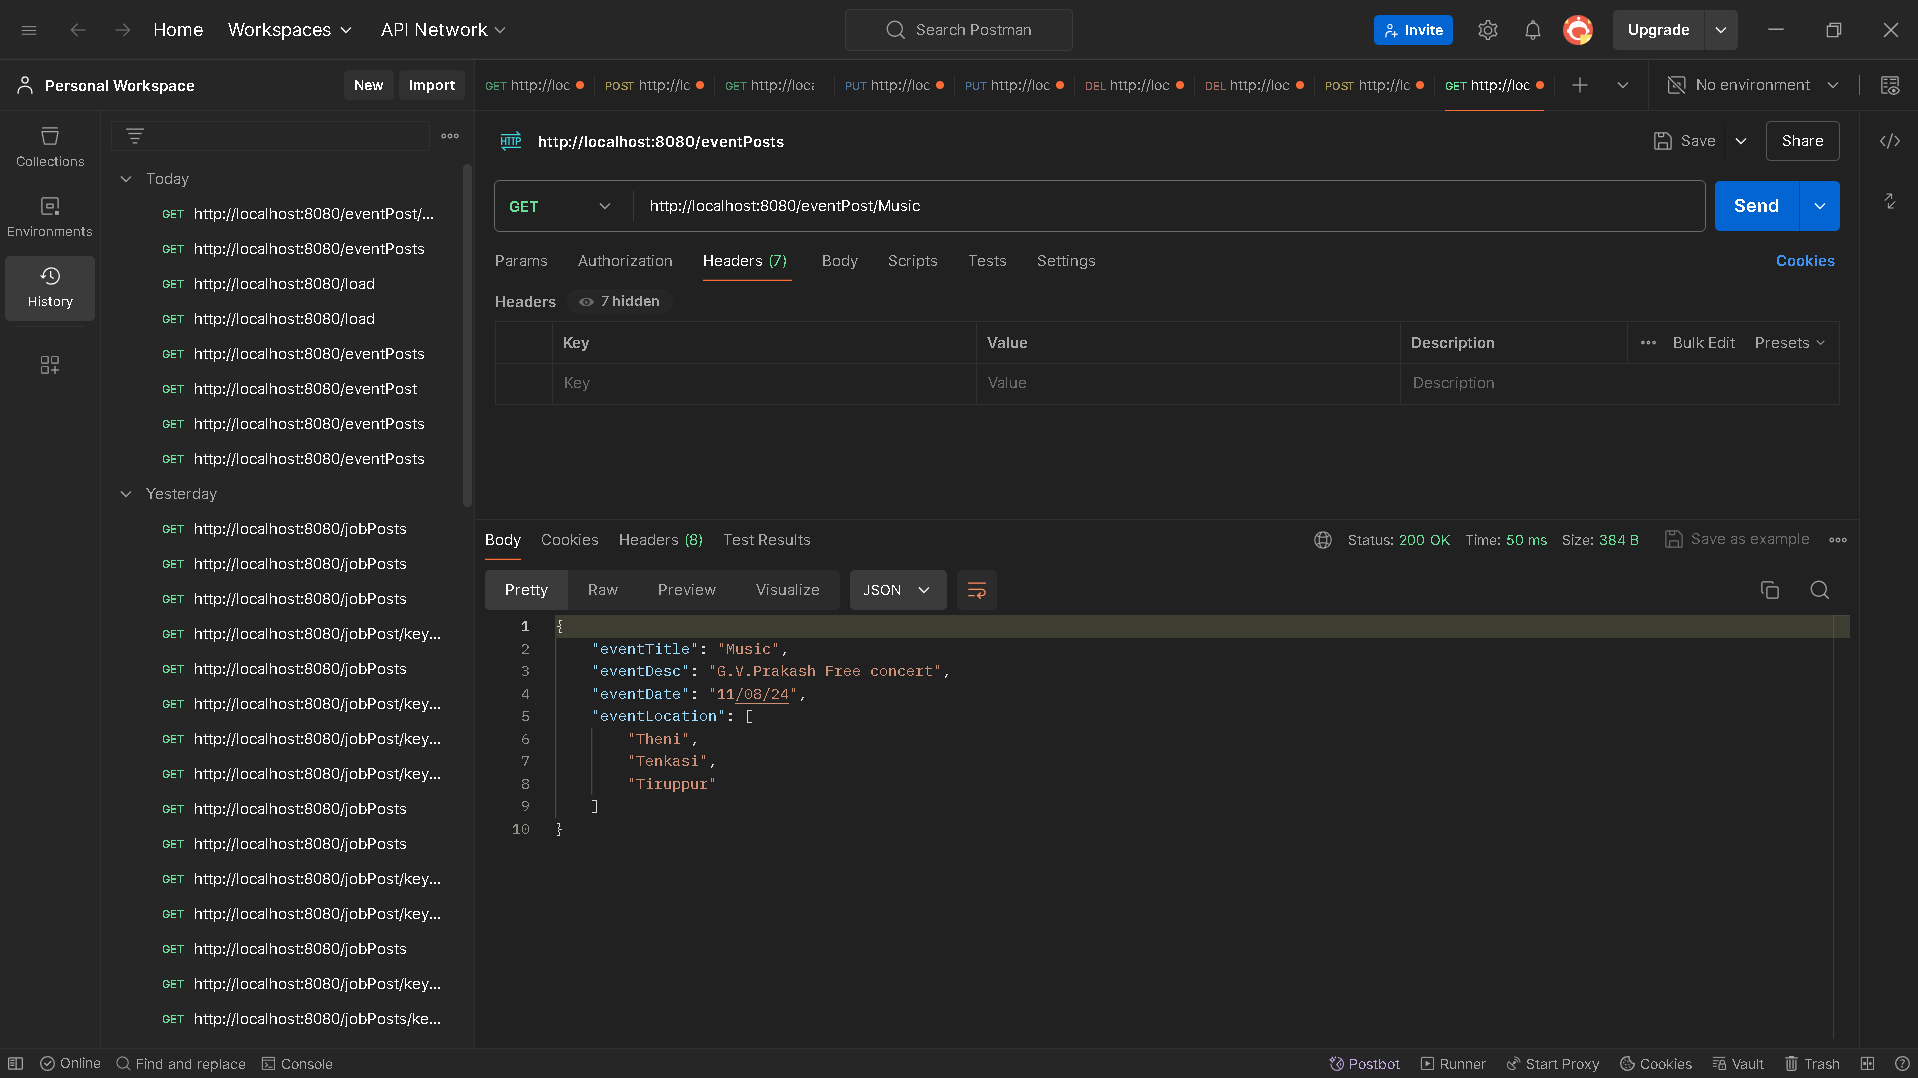 Home Workspaces API Network Search Postman Invite Upgrade
Personal Workspace New Import
GET http://loc POST http://lc GET http://loc PUT http://loc PUT http://loc DEL http://loc DEL http://loc POST http://lc GET http://loc No environment
Collections
Environments
History
Today
GET http://localhost:8080/eventPost/...
GET http://localhost:8080/eventPosts
GET http://localhost:8080/load
GET http://localhost:8080/load
GET http://localhost:8080/eventPosts
GET http://localhost:8080/eventPost
GET http://localhost:8080/eventPosts
GET http://localhost:8080/eventPosts
Yesterday
GET http://localhost:8080/jobPosts
GET http://localhost:8080/jobPosts
GET http://localhost:8080/jobPosts
GET http://localhost:8080/jobPost/key...
GET http://localhost:8080/jobPosts
GET http://localhost:8080/jobPost/key...
GET http://localhost:8080/jobPost/key...
GET http://localhost:8080/jobPost/key...
GET http://localhost:8080/jobPosts
GET http://localhost:8080/jobPosts
GET http://localhost:8080/jobPost/key...
GET http://localhost:8080/jobPost/key...
GET http://localhost:8080/jobPosts
GET http://localhost:8080/jobPost/key...
GET http://localhost:8080/jobPosts/ke...
HTTP http://localhost:8080/eventPosts Save Share
GET http://localhost:8080/eventPost/Music Send
Params Authorization Headers (7) Body Scripts Tests Settings Cookies
Headers 7 hidden
Key Value Description Bulk Edit Presets
Key Value Description
Body Cookies Headers (8) Test Results Status: 200 OK Time: 50 ms Size: 384 B Save as example
Pretty Raw Preview Visualize JSON
1 {
2 "eventTitle": "Music",
3 "eventDesc": "G.V.Prakash Free concert",
4 "eventDate": "11/08/24",
5 "eventLocation": [
6 "Theni",
7 "Tenkasi",
8 "Tiruppur"
9 ]
10 }
Online Find and replace Console Postbot Runner Start Proxy Cookies Vault Trash